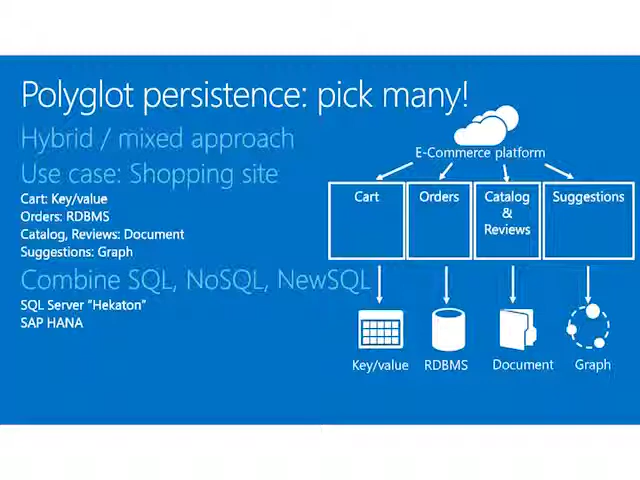 Polyglot persistence: pick many!
Hybrid / mixed approach
Use case: Shopping site
Cart: Key/value
Orders: RDBMS
Catalog, Reviews: Document
Suggestions: Graph
Combine SQL, NoSQL, NewSQL
SQL Server “Hekaton”
SAP HANA
E-Commerce platform
Cart
Orders
Catalog
&
Reviews
Suggestions
Key/value
RDBMS
Document
Graph